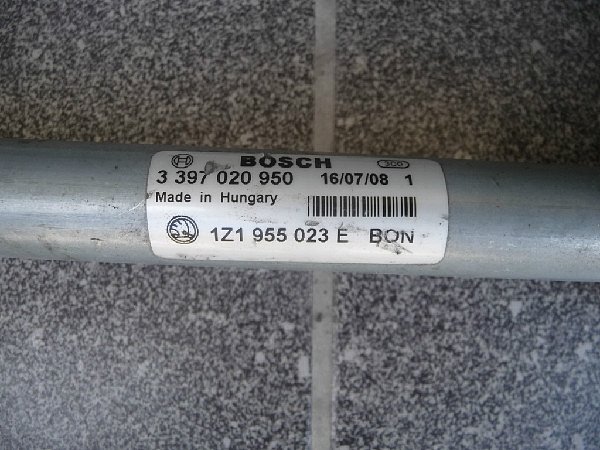 BOSCH
3 397 020 950 16/07/08 1
Made in Hungary
1Z1 955 023 E BON